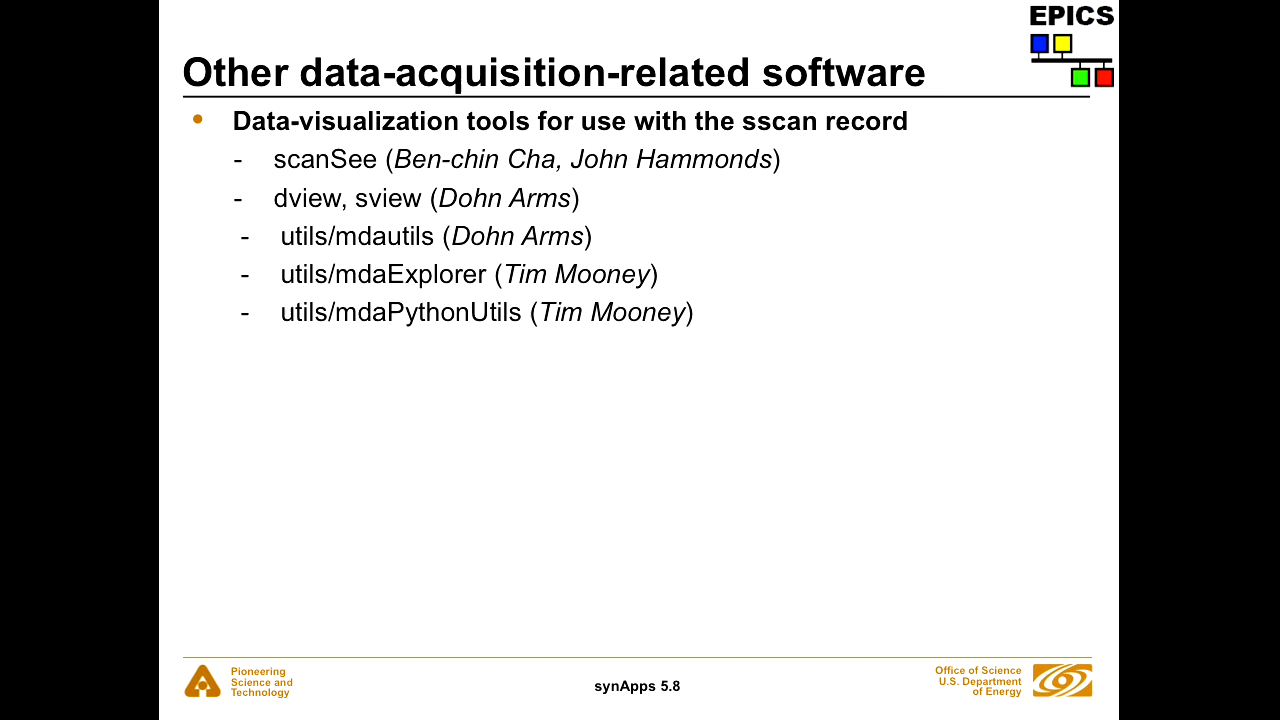 EPICS
Other data-acquisition-related software
• Data-visualization tools for use with the sscan record
- scanSee (Ben-chin Cha, John Hammonds)
- dview, sview (Dohn Arms)
- utils/mdautils (Dohn Arms)
- utils/mdaExplorer (Tim Mooney)
- utils/mdaPythonUtils (Tim Mooney)
Pioneering
Science and
Technology
synApps 5.8
Office of Science
U.S. Department
of Energy